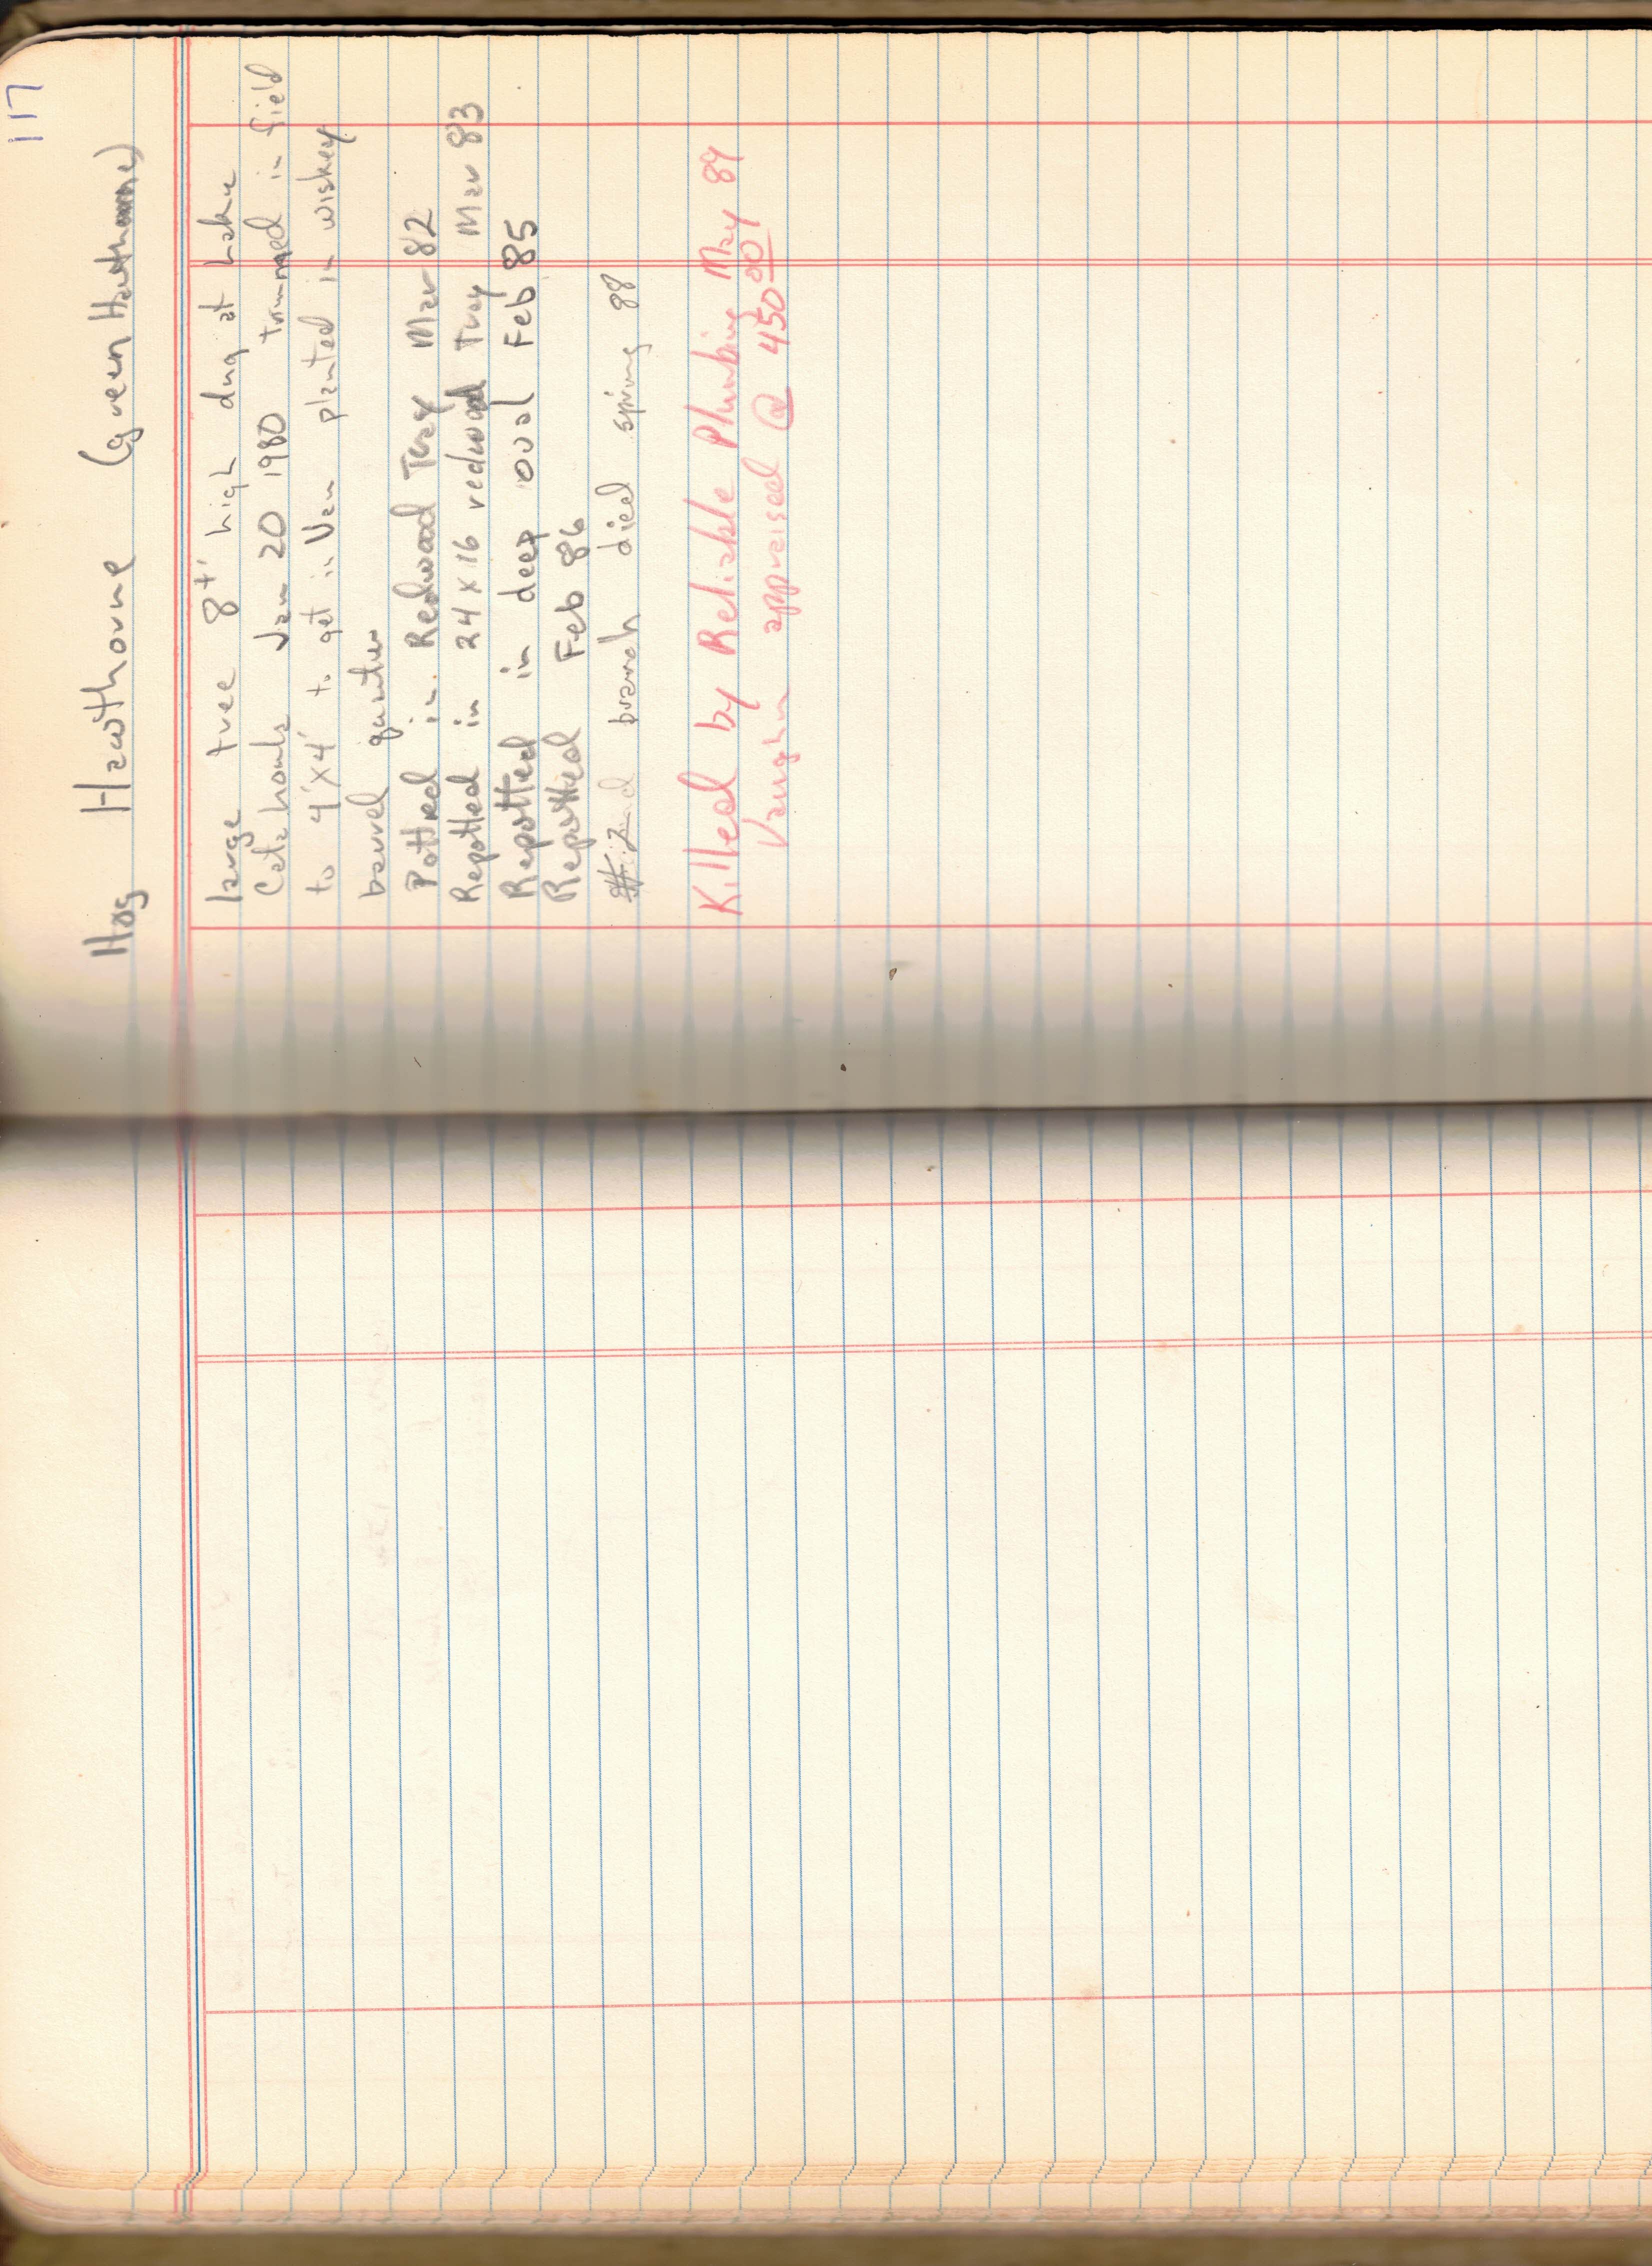 117
Hog Hawthorne (green Hawthorne)
large tree 8+' high dug at Lake
Catahoula Jan 20 1980 trimmed in field
to 4'X4' to get in Van planted in wiskey
barrel quarter
Potted in Redwood Tray Mar 82
Repotted in 24 x 16 redwood Tray Mar 83
Repotted in deep oval Feb 85
Repotted Feb 86
#2 branch died spring 88
Killed by Reliable Plumbing May 89
Vaughn appraised @ 450.00